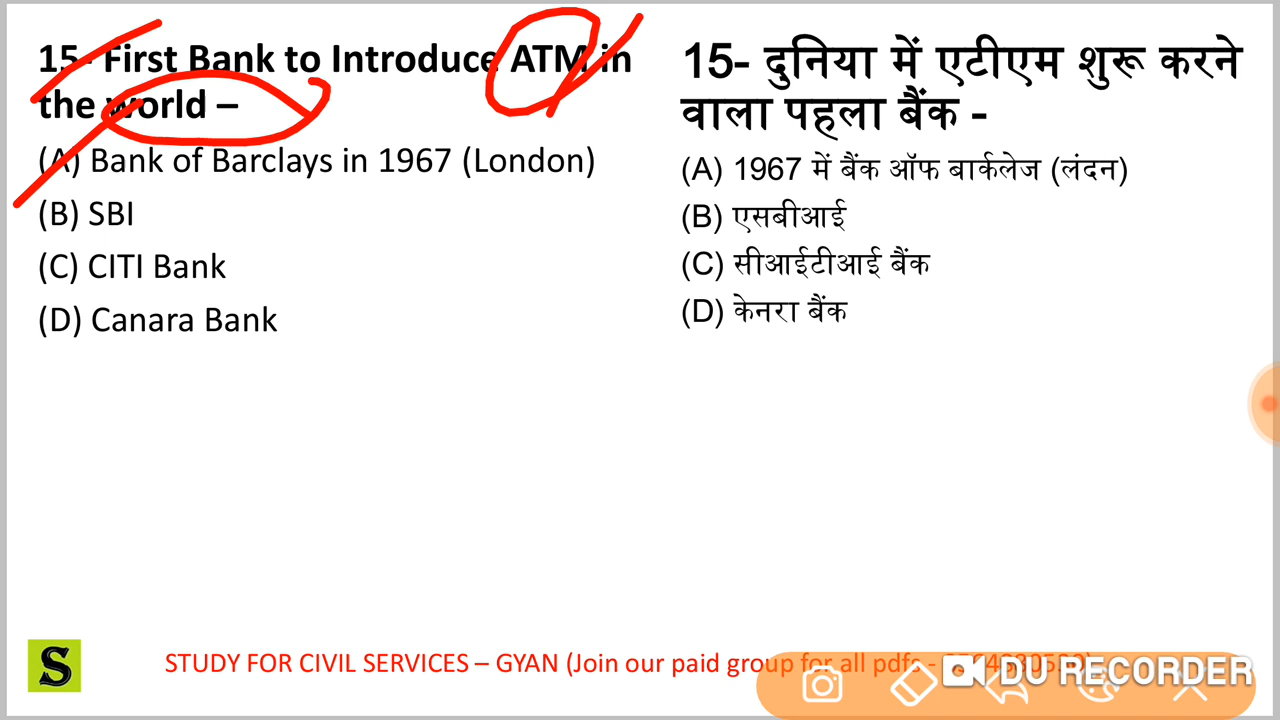 15- First Bank to Introduce ATM in
the world –
(A) Bank of Barclays in 1967 (London)
(B) SBI
(C) CITI Bank
(D) Canara Bank
15- दुनिया में एटीएम शुरू करने
वाला पहला बैंक -
(A) 1967 में बैंक ऑफ बार्कलेज (लंदन)
(B) एसबीआई
(C) सीआईटीआई बैंक
(D) केनरा बैंक
S
STUDY FOR CIVIL SERVICES – GYAN (Join our paid group for all pdfs -
DU RECORDER